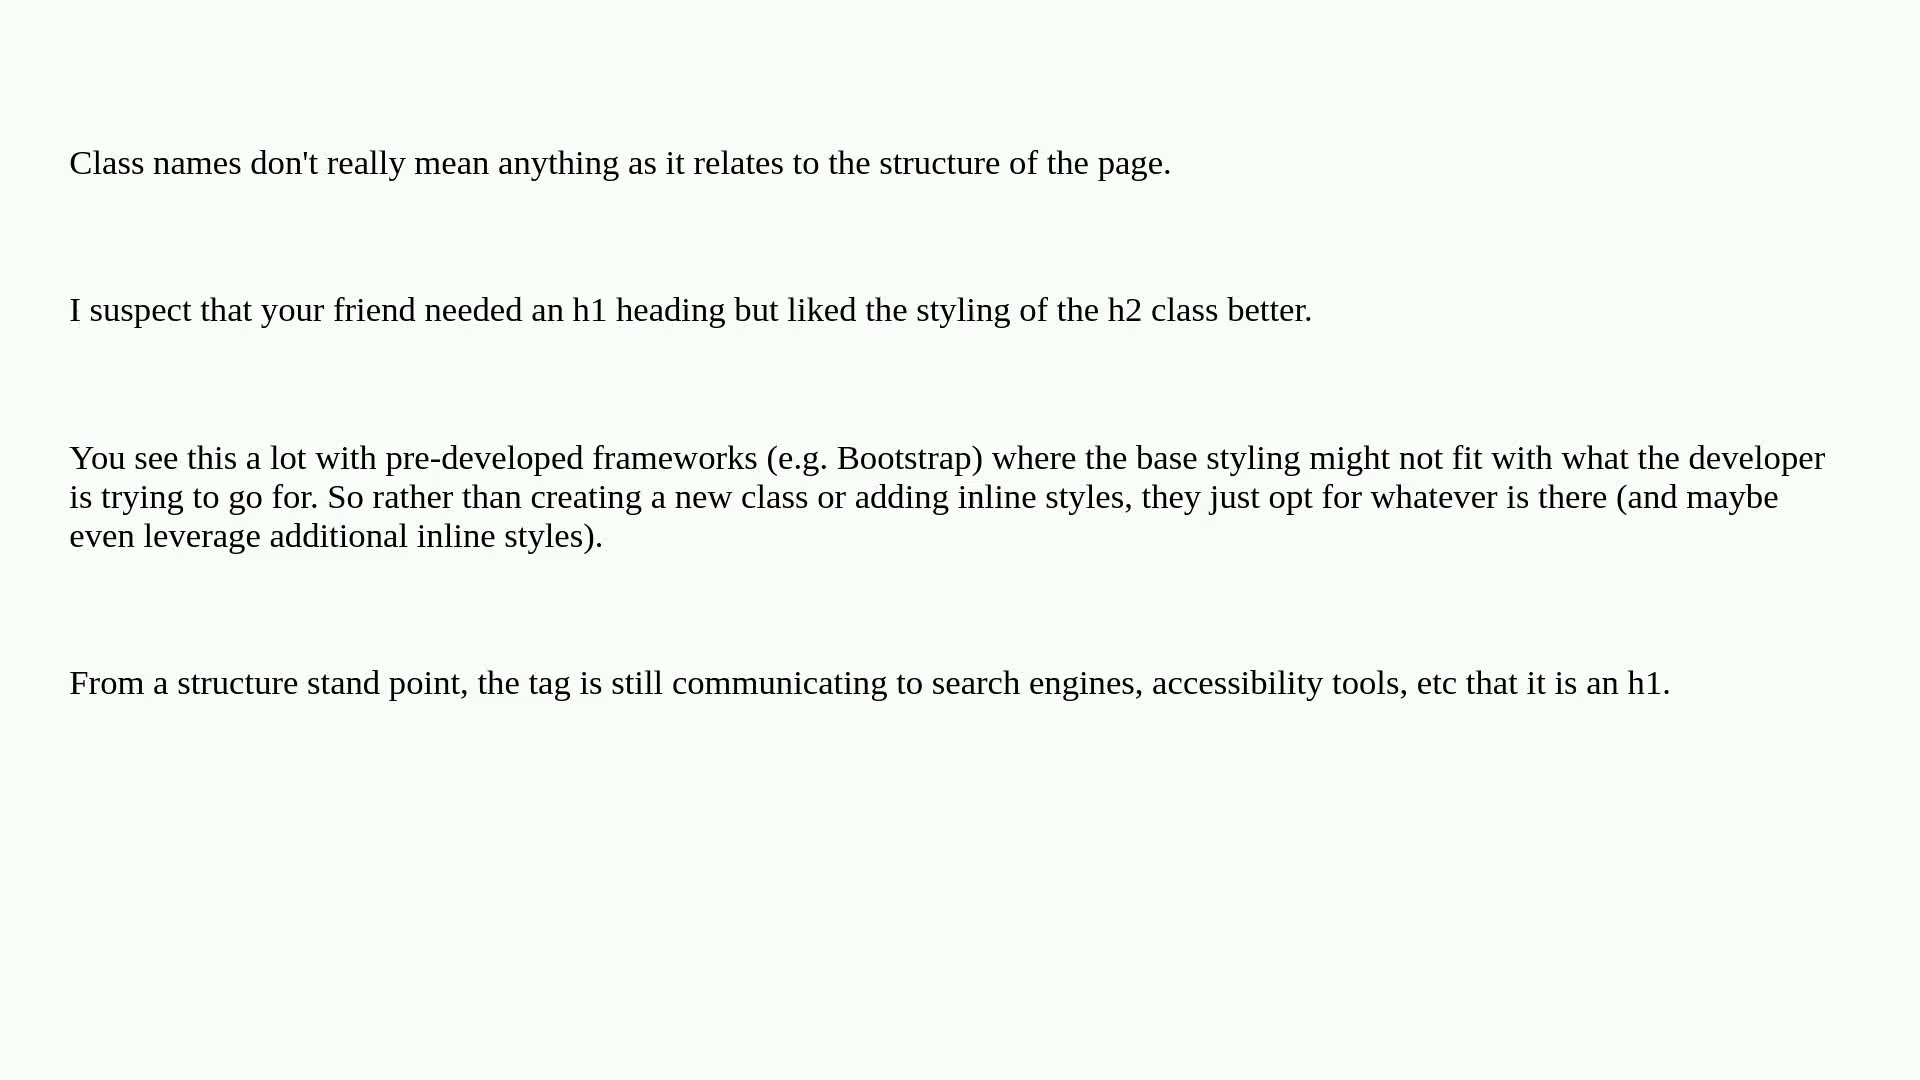 Class names don't really mean anything as it relates to the structure of the page.
I suspect that your friend needed an h1 heading but liked the styling of the h2 class better.
You see this a lot with pre-developed frameworks (e.g. Bootstrap) where the base styling might not fit with what the developer
is trying to go for. So rather than creating a new class or adding inline styles, they just opt for whatever is there (and maybe
even leverage additional inline styles).
From a structure stand point, the tag is still communicating to search engines, accessibility tools, etc that it is an h1.